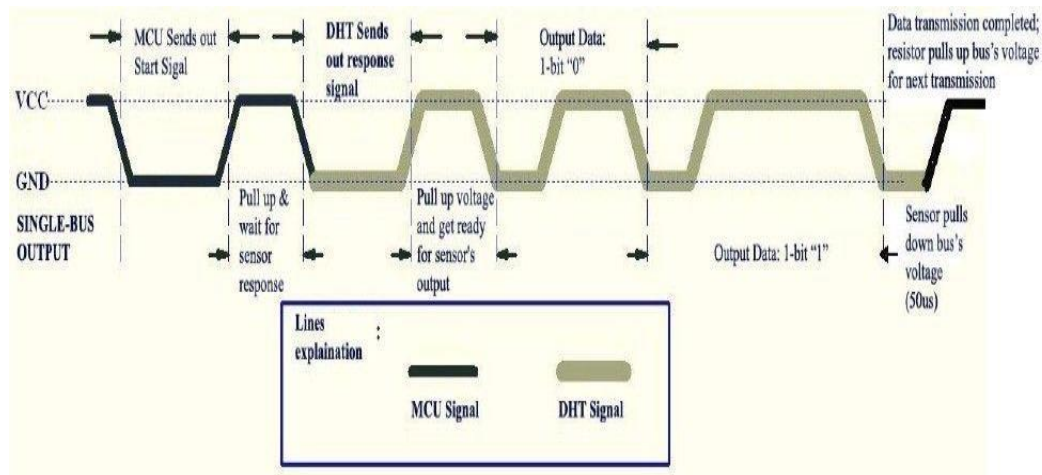 MCU Sends out
Start Sigal
DHT Sends
out response
signal
Output Data:
1-bit “0”
Data transmission completed;
resistor pulls up bus’s voltage
for next transmission
VCC
GND
SINGLE-BUS
OUTPUT
Pull up &
wait for
sensor
response
Pull up voltage
and get ready
for sensor's
output
Output Data: 1-bit “1”
Sensor pulls
down bus’s
voltage
(50us)
Lines
explaination :
MCU Signal
DHT Signal